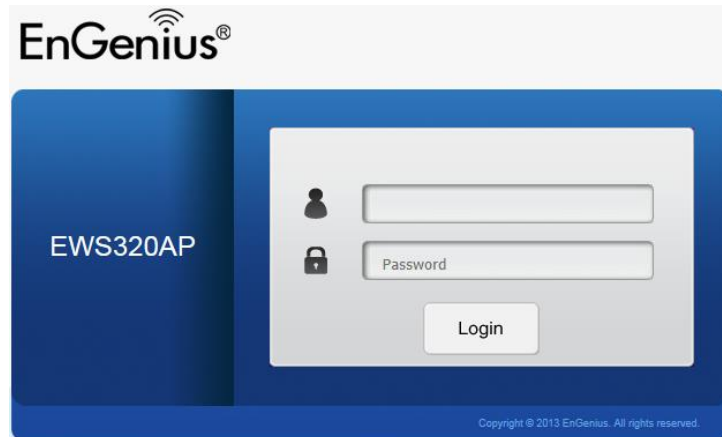 EnGenius®
EWS320AP
Password
Login
Copyright © 2013 EnGenius. All rights reserved.